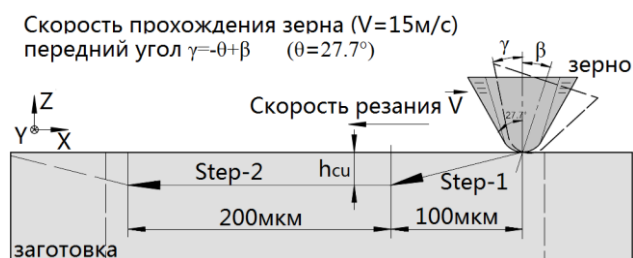 Скорость прохождения зерна (V=15м/с)
передний угол γ=-θ+β (θ=27.7°)
γ β
зерно
27.7°
Скорость резания V
Z
Y X
Step-2 hcu Step-1
200мкм 100мкм
заготовка